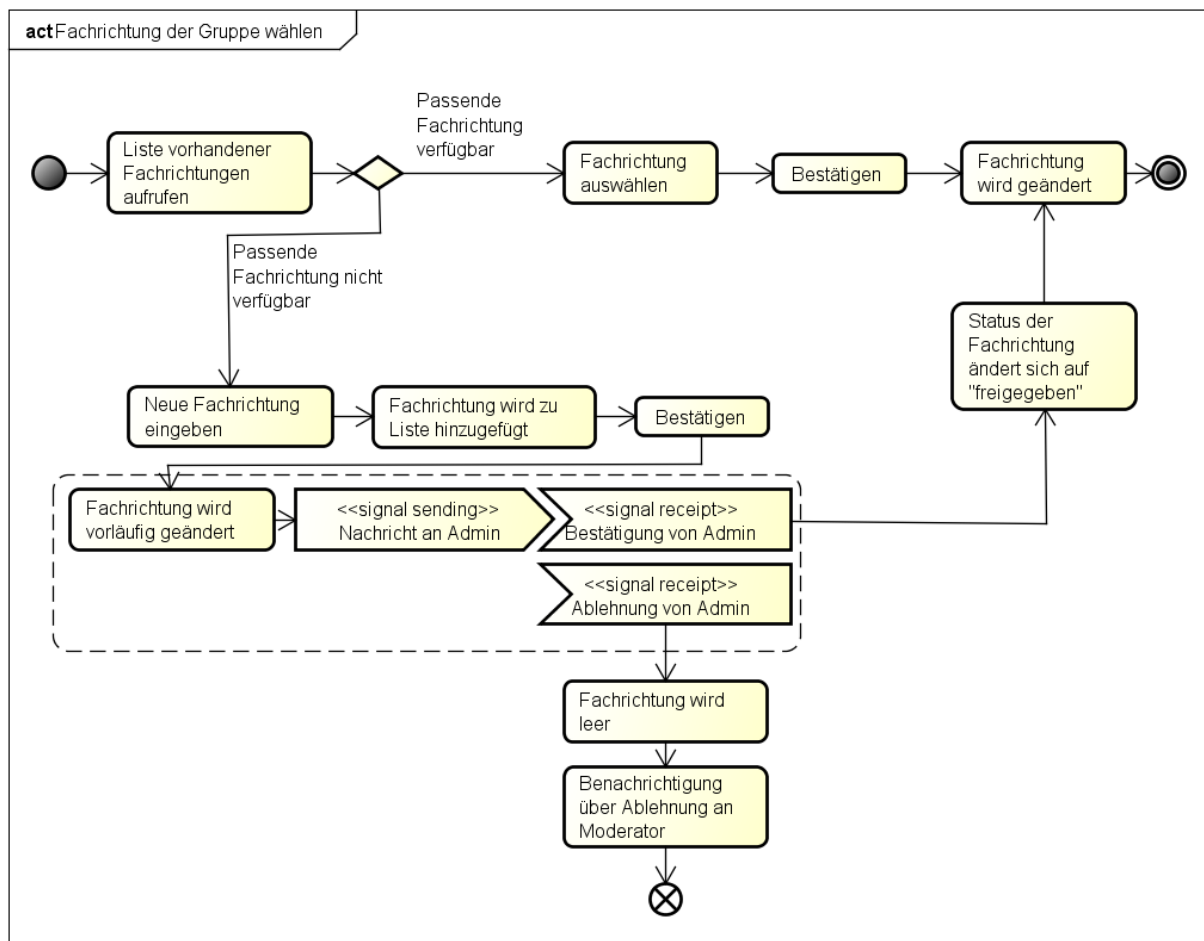 act Fachrichtung der Gruppe wählen
Passende
Fachrichtung
verfügbar
Liste vorhandener
Fachrichtungen
aufrufen
Fachrichtung
auswählen
Bestätigen
Fachrichtung
wird geändert
Passende
Fachrichtung nicht
verfügbar
Status der
Fachrichtung
ändert sich auf
"freigegeben"
Neue Fachrichtung
eingeben
Fachrichtung wird zu
Liste hinzugefügt
Bestätigen
Fachrichtung wird
vorläufig geändert
<<signal sending>>
Nachricht an Admin
<<signal receipt>>
Bestätigung von Admin
<<signal receipt>>
Ablehnung von Admin
Fachrichtung wird
leer
Benachrichtigung
über Ablehnung an
Moderator